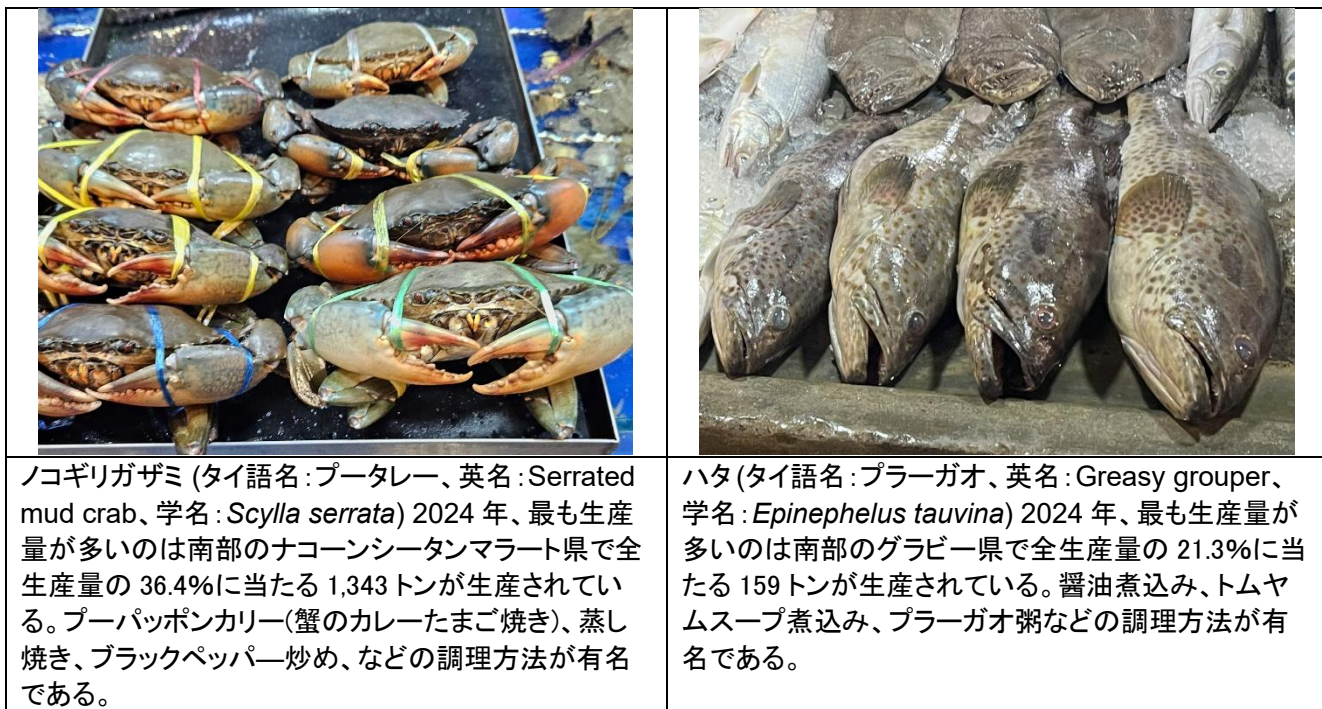 ノコギリガザミ (タイ語名：プータレー、英名：Serrated
mud crab、学名：Scylla serrata) 2024 年、最も生産
量が多いのは南部のナコーンシータンマラート県で全
生産量の 36.4%に当たる 1,343 トンが生産されてい
る。プーパッポンカリー(蟹のカレーたまご焼き)、蒸し
焼き、ブラックペッパ―炒め、などの調理方法が有名
である。
ハタ(タイ語名：プラーガオ、英名：Greasy grouper、
学名：Epinephelus tauvina) 2024 年、最も生産量が
多いのは南部のグラビー県で全生産量の 21.3%に当
たる 159 トンが生産されている。醤油煮込み、トムヤ
ムスープ煮込み、プラーガオ粥などの調理方法が有
名である。